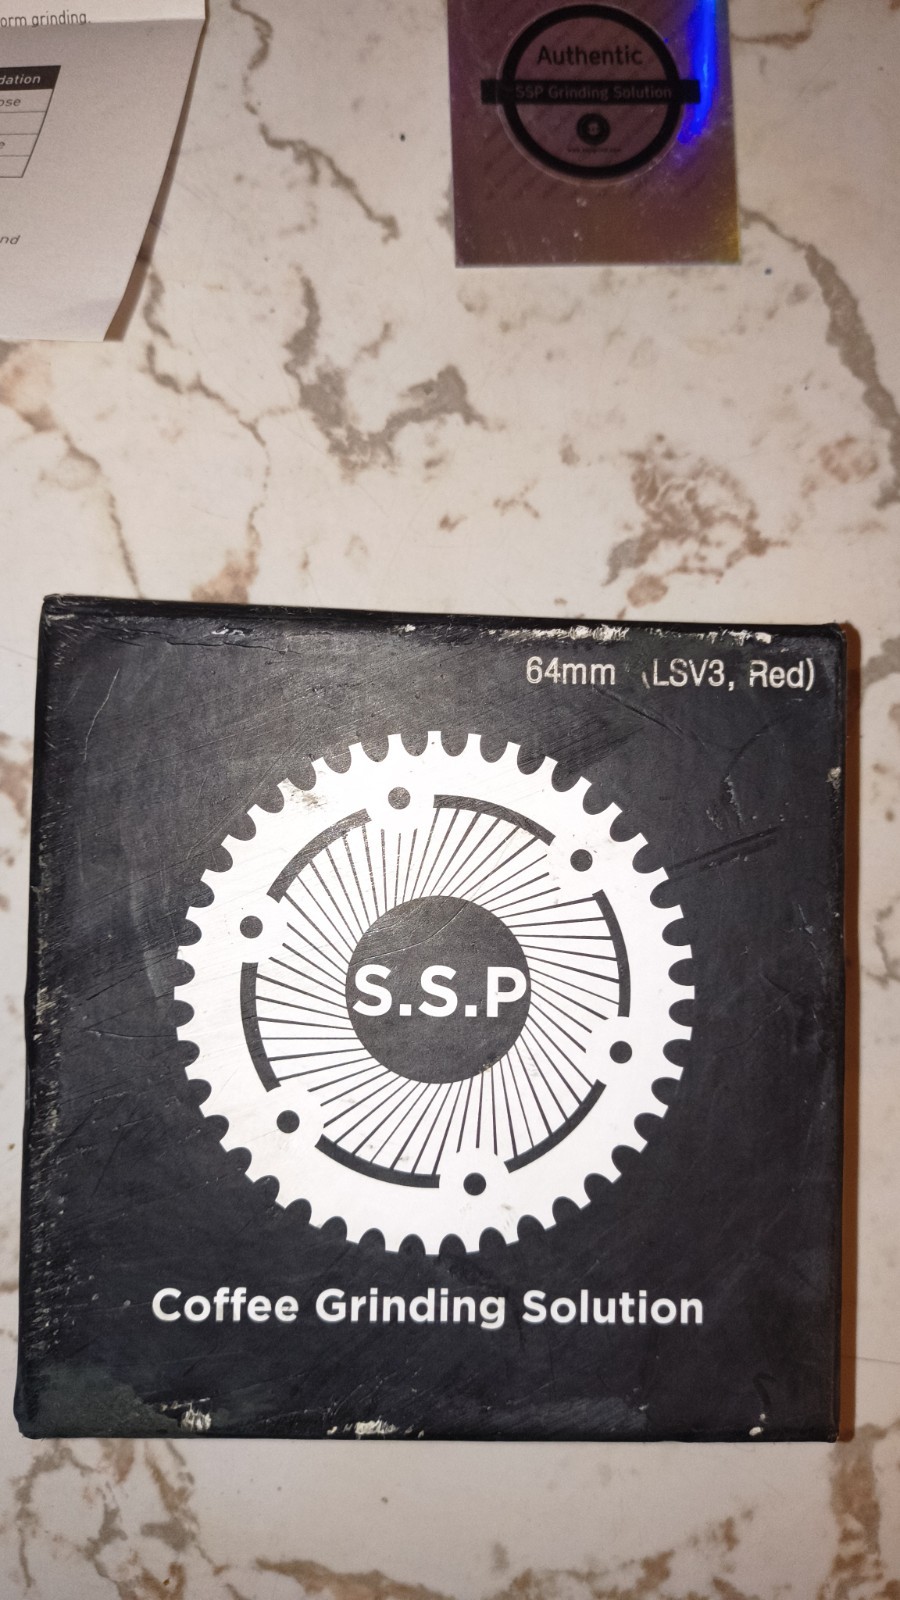 orm grinding.
dation
ose
e
nd
Authentic
SSP Grinding Solution
64mm (LSV3, Red)
S.S.P
Coffee Grinding Solution